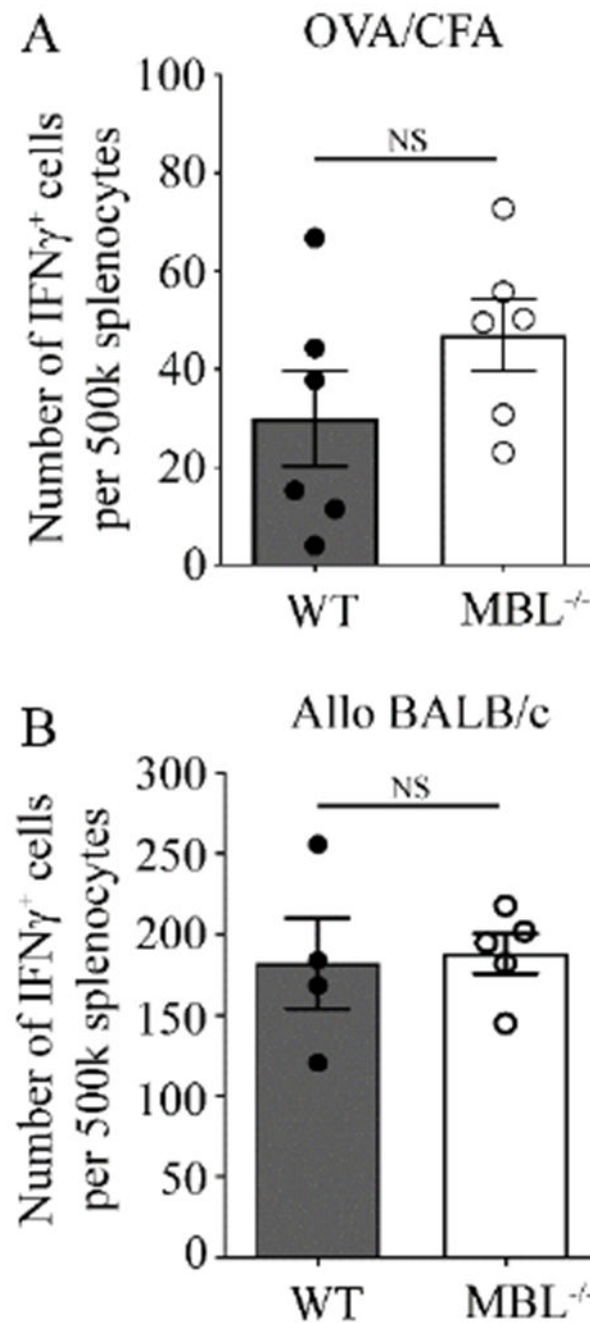 A
OVA/CFA
Number of IFNγ⁺ cells
per 500k splenocytes
100
80
60
40
20
0
NS
WT
MBL⁻/⁻
B
Allo BALB/c
Number of IFNγ⁺ cells
per 500k splenocytes
300
250
200
150
100
50
0
NS
WT
MBL⁻/⁻